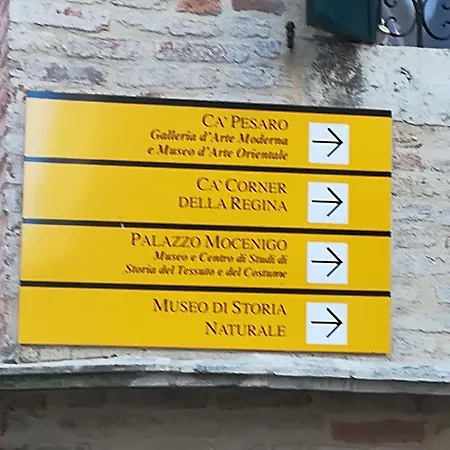 CA' PESARO
Galleria d'Arte Moderna
e Museo d'Arte Orientale
CA' CORNER
DELLA REGINA
PALAZZO MOCENIGO
Museo e Centro di Studi di
Storia del Tessuto e del Costume
MUSEO DI STORIA
NATURALE